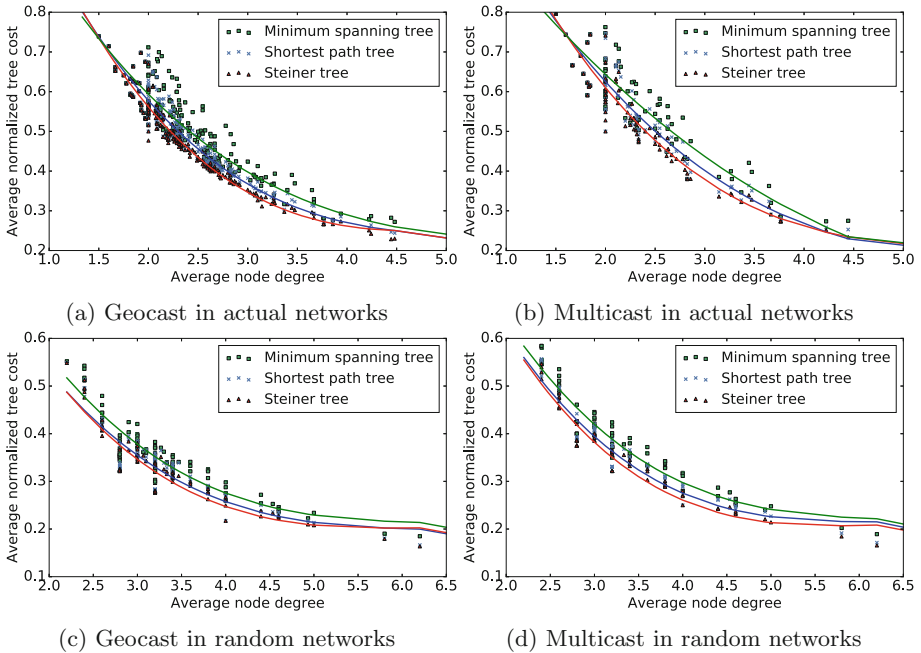 0.8
0.7
0.6
0.5
0.4
0.3
0.2
Average normalized tree cost
1.0 1.5 2.0 2.5 3.0 3.5 4.0 4.5 5.0
Average node degree
Minimum spanning tree
Shortest path tree
Steiner tree
(a) Geocast in actual networks
0.8
0.7
0.6
0.5
0.4
0.3
0.2
Average normalized tree cost
1.0 1.5 2.0 2.5 3.0 3.5 4.0 4.5 5.0
Average node degree
Minimum spanning tree
Shortest path tree
Steiner tree
(b) Multicast in actual networks
0.6
0.5
0.4
0.3
0.2
0.1
Average normalized tree cost
2.0 2.5 3.0 3.5 4.0 4.5 5.0 5.5 6.0 6.5
Average node degree
Minimum spanning tree
Shortest path tree
Steiner tree
(c) Geocast in random networks
0.6
0.5
0.4
0.3
0.2
0.1
Average normalized tree cost
2.0 2.5 3.0 3.5 4.0 4.5 5.0 5.5 6.0 6.5
Average node degree
Minimum spanning tree
Shortest path tree
Steiner tree
(d) Multicast in random networks